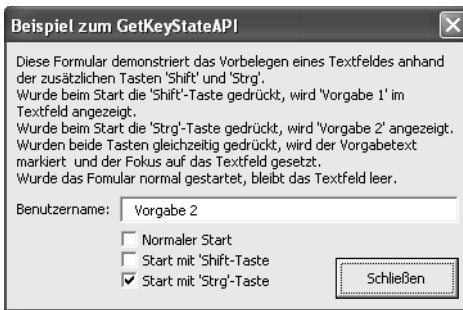 Beispiel zum GetKeyStateAPI
Diese Formular demonstriert das Vorbelegen eines Textfeldes anhand
der zusätzlichen Tasten 'Shift' und 'Strg'.
Wurde beim Start die 'Shift'-Taste gedrückt, wird 'Vorgabe 1' im
Textfeld angezeigt.
Wurde beim Start die 'Strg'-Taste gedrückt, wird 'Vorgabe 2' angezeigt.
Wurden beide Tasten gleichzeitig gedrückt, wird der Vorgabetext
markiert und der Fokus auf das Textfeld gesetzt.
Wurde das Fomular normal gestartet, bleibt das Textfeld leer.
Benutzername: Vorgabe 2
Normaler Start
Start mit 'Shift-Taste
Start mit 'Strg'-Taste
Schließen